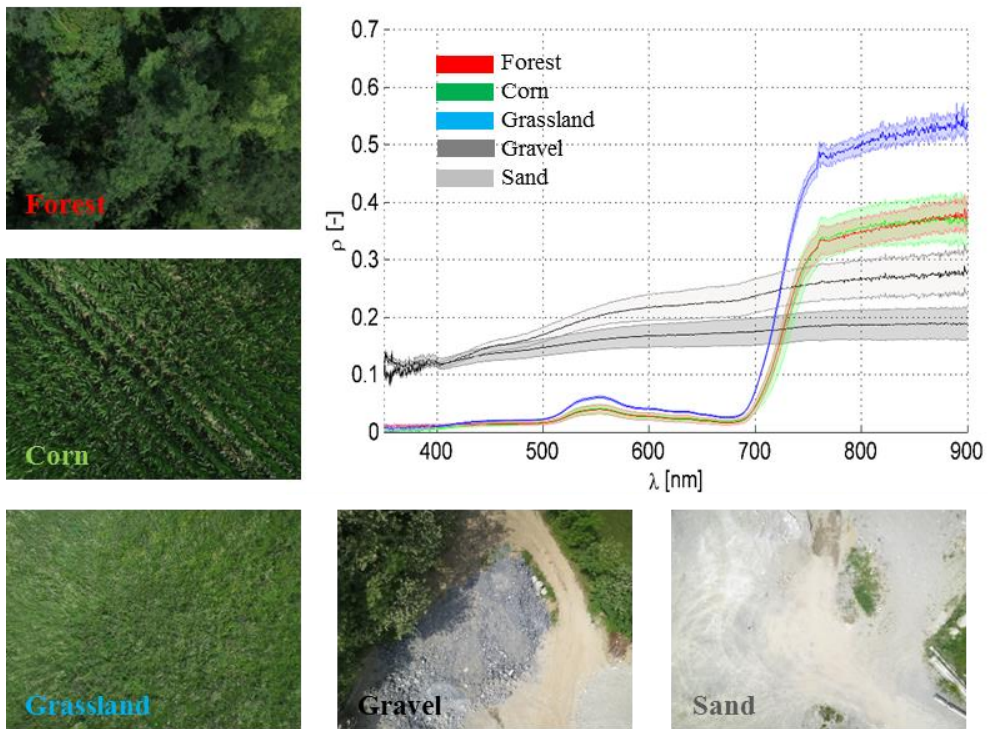 Forest
Corn
Grassland
Gravel
Sand
0.7
0.6
0.5
0.4
0.3
0.2
0.1
0
ρ [-]
Forest
Corn
Grassland
Gravel
Sand
400 500 600 700 800 900
λ [nm]